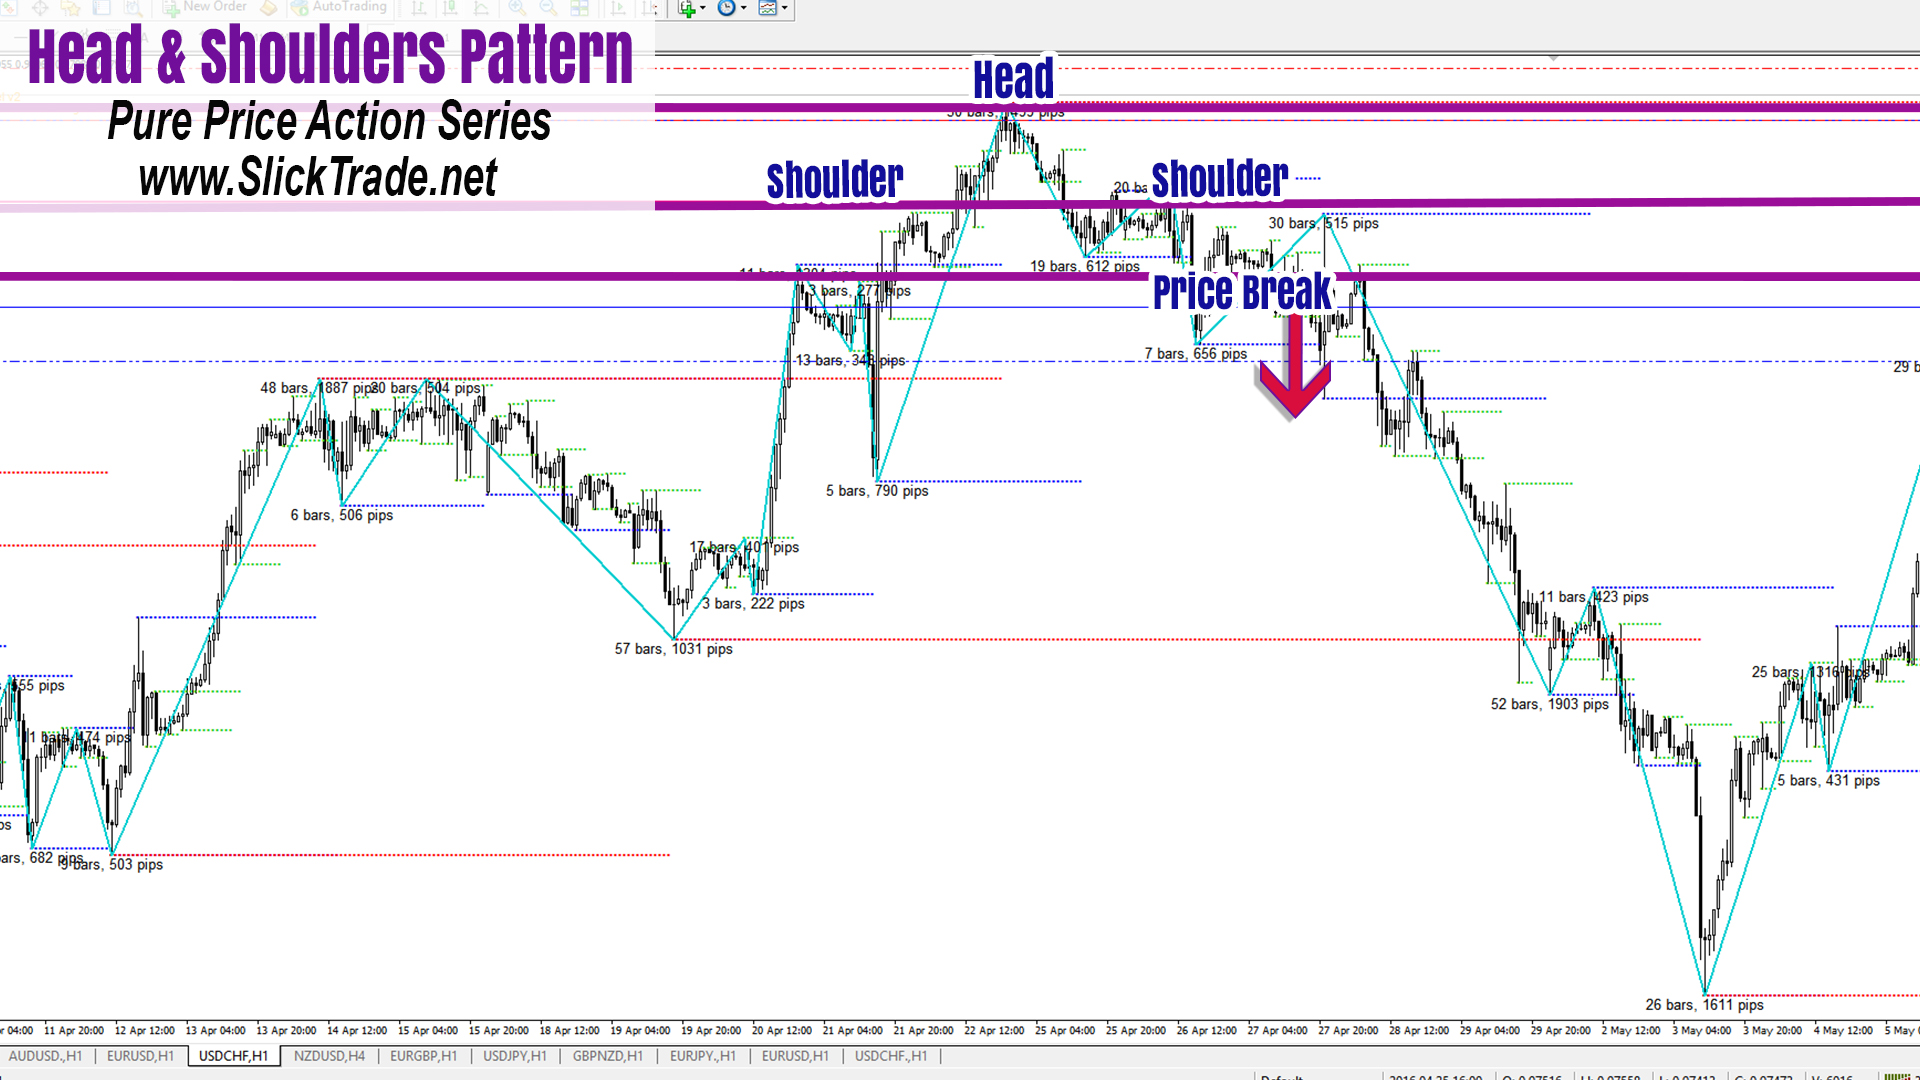 New Order
AutoTrading
Head & Shoulders Pattern
Pure Price Action Series
www.SlickTrade.net
Head
Shoulder
Shoulder
20 ba
30 bars, 515 pips
19 bars, 612 pips
3 bars, 277 pips
Price Break
13 bars, 348 pips
7 bars, 656 pips
29 b
48 bars, 1887 pips
20 bars, 504 pips
5 bars, 790 pips
6 bars, 506 pips
17 bars, 401 pips
11 bars, 423 pips
3 bars, 222 pips
57 bars, 1031 pips
25 bars, 1316 pips
555 pips
52 bars, 1903 pips
474 pips
5 bars, 431 pips
ars, 682 pips
9 bars, 503 pips
26 bars, 1611 pips
r 04:00 11 Apr 20:00 12 Apr 12:00 13 Apr 04:00 13 Apr 20:00 14 Apr 12:00 15 Apr 04:00 15 Apr 20:00 18 Apr 12:00 19 Apr 04:00 19 Apr 20:00 20 Apr 12:00 21 Apr 04:00 21 Apr 20:00 22 Apr 12:00 25 Apr 04:00 25 Apr 20:00 26 Apr 12:00 27 Apr 04:00 27 Apr 20:00 28 Apr 12:00 29 Apr 04:00 29 Apr 20:00 2 May 12:00 3 May 04:00 3 May 20:00 4 May 12:00 5 May
AUDUSD.,H1 EURUSD,H1 USDCHF,H1 NZDUSD,H4 EURGBP,H1 USDJPY,H1 GBPNZD,H1 EURJPY.,H1 EURUSD,H1 USDCHF.,H1